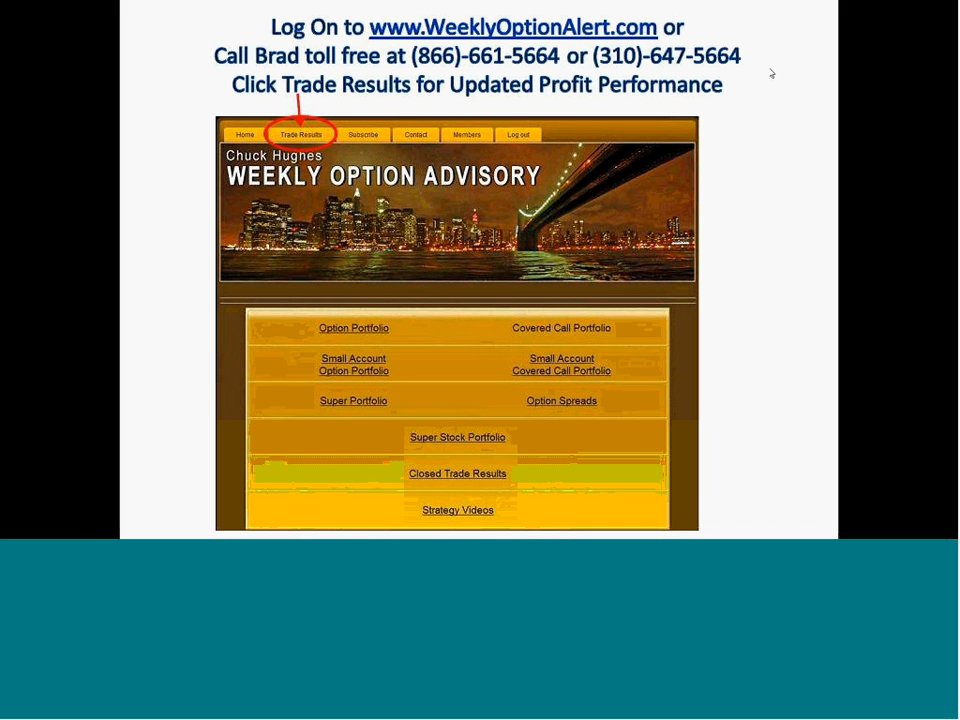 Log On to www.WeeklyOptionAlert.com or
Call Brad toll free at (866)-661-5664 or (310)-647-5664
Click Trade Results for Updated Profit Performance
Home Trade Results Subscribe Contact Members Log out
Chuck Hughes
WEEKLY OPTION ADVISORY
Option Portfolio Covered Call Portfolio
Small Account Small Account
Option Portfolio Covered Call Portfolio
Super Portfolio Option Spreads
Super Stock Portfolio
Closed Trade Results
Strategy Videos